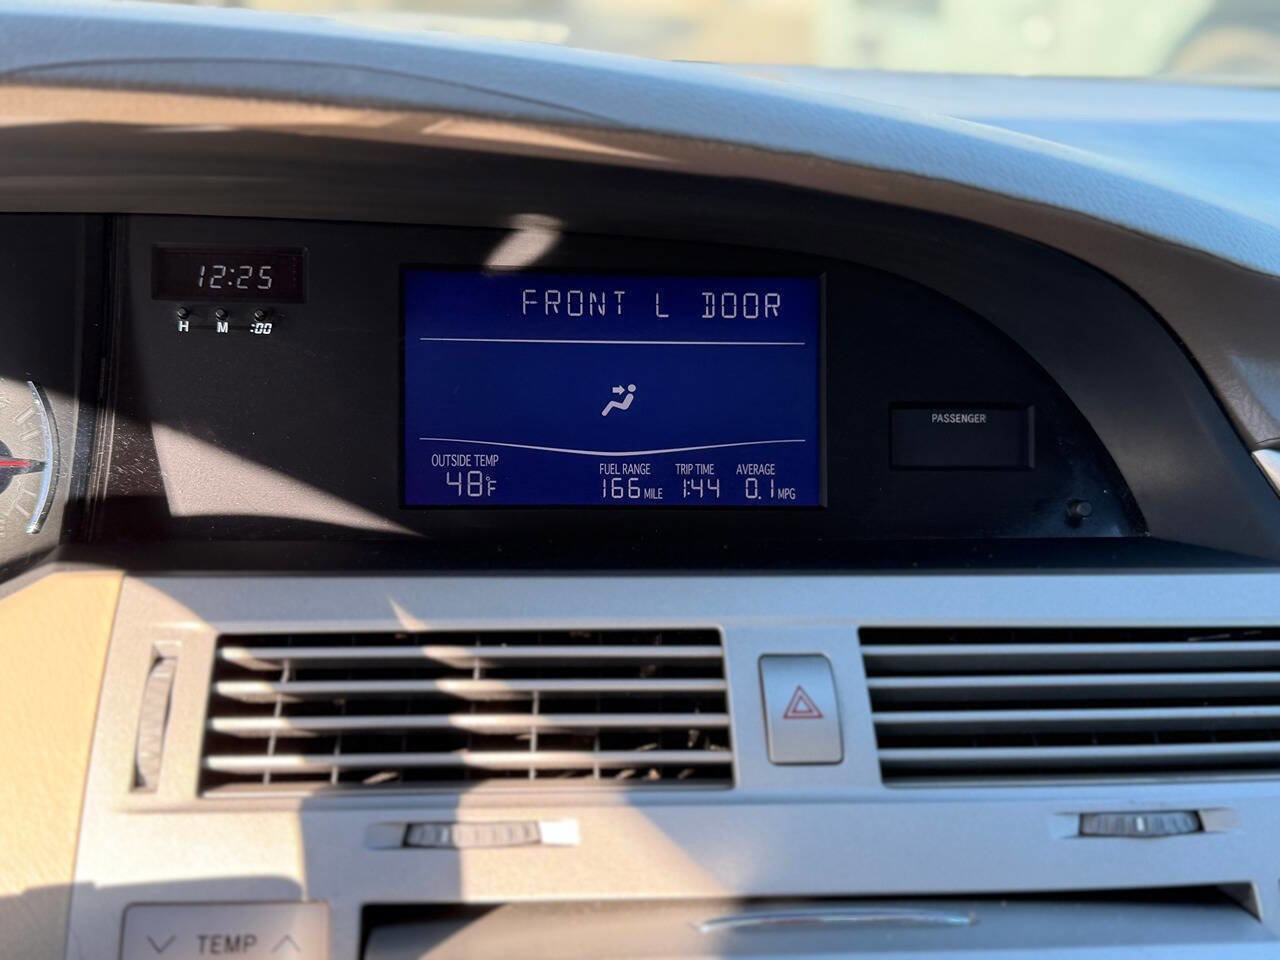 12:25
H M :00
FRONT L DOOR
OUTSIDE TEMP FUEL RANGE TRIP TIME AVERAGE
48°F 166 MILE 1:44 0.1 MPG
PASSENGER
TEMP